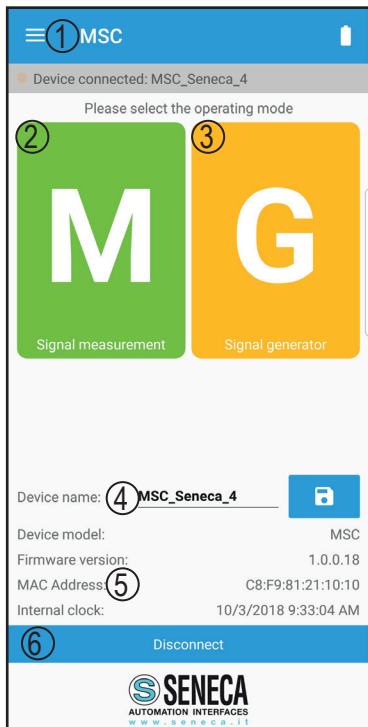 ① MSC
Device connected: MSC_Seneca_4
Please select the operating mode
② ③
M G
Signal measurement Signal generator
Device name: ④ MSC_Seneca_4
Device model: MSC
Firmware version: 1.0.0.18
MAC Address: ⑤ C8:F9:81:21:10:10
Internal clock: 10/3/2018 9:33:04 AM
⑥ Disconnect
S SENECA
AUTOMATION INTERFACES
www.seneca.it